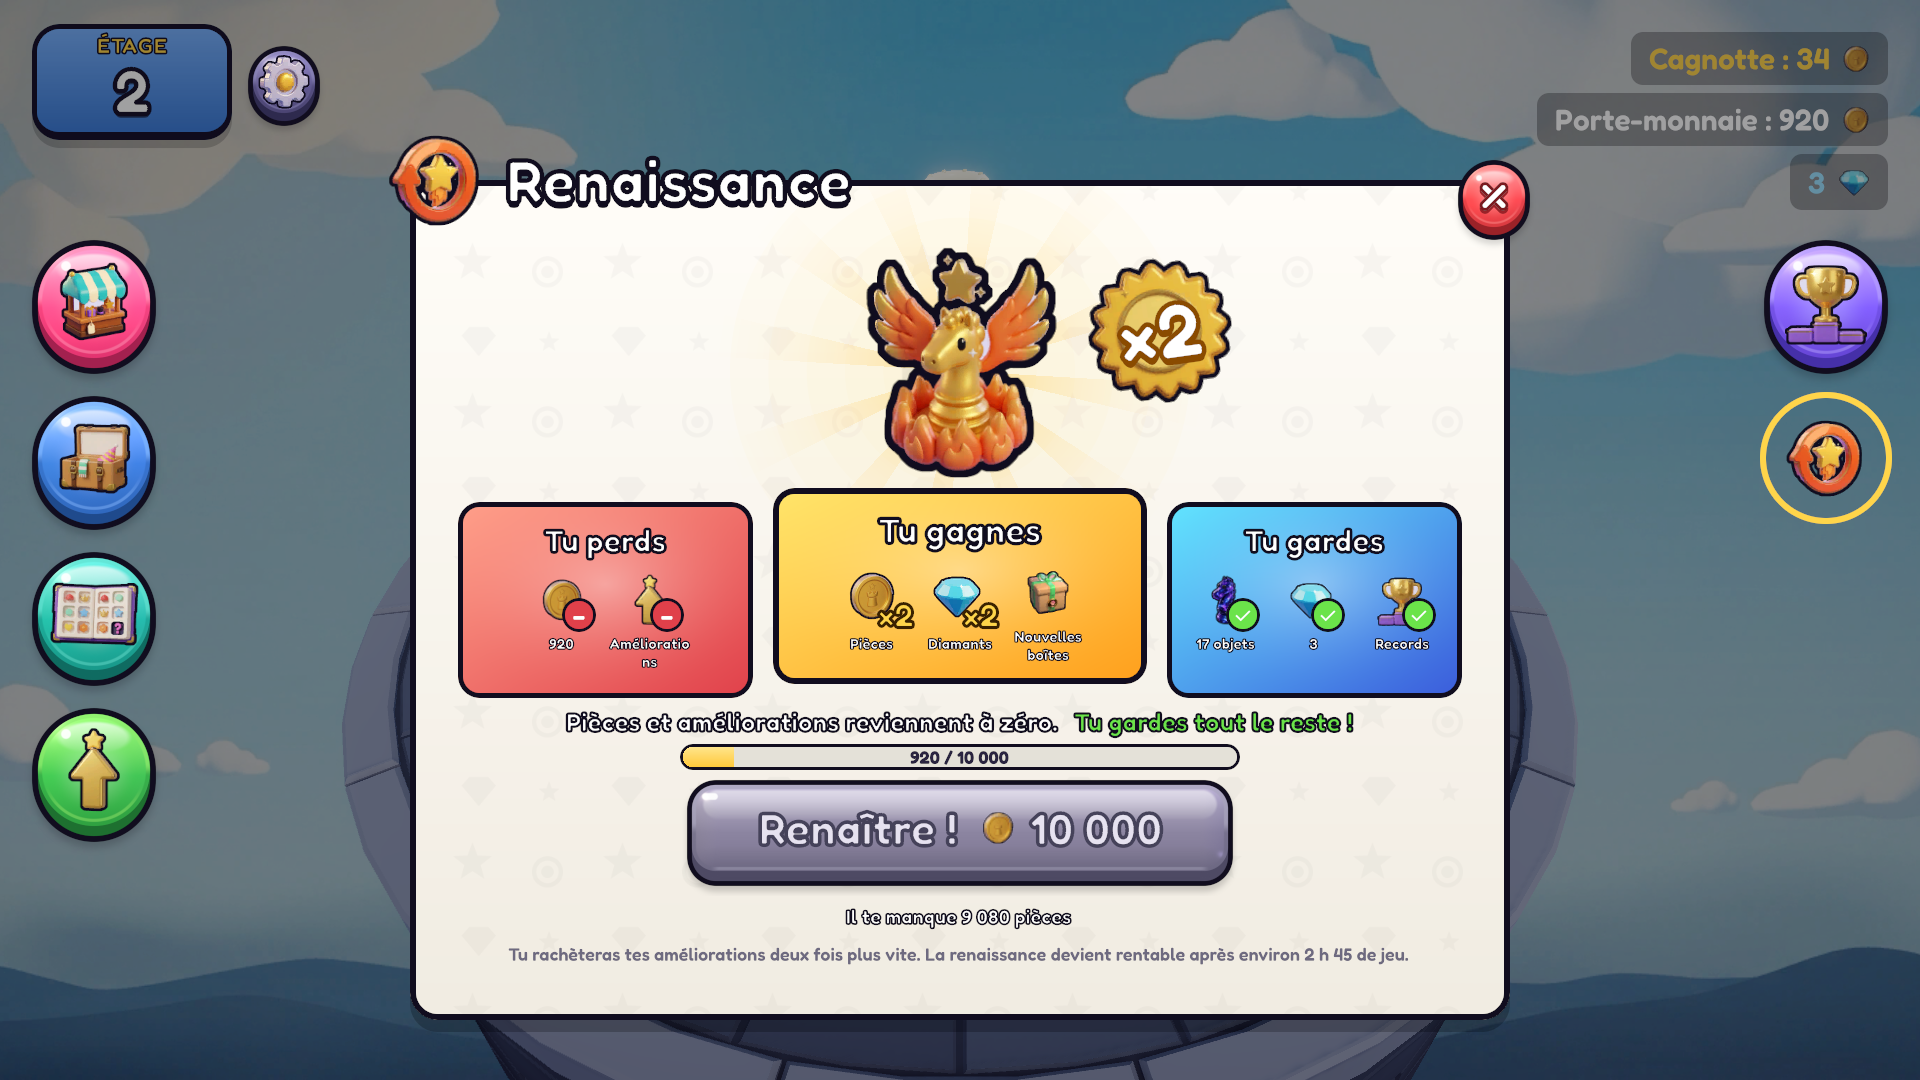 ÉTAGE
2
Cagnotte : 34
Porte-monnaie : 920
3
Renaissance
x2
Tu perds
920
Amélioratio
ns
Tu gagnes
x2
Pièces
x2
Diamants
Nouvelles
boîtes
Tu gardes
17 objets
3
Records
Pièces et améliorations reviennent à zéro. Tu gardes tout le reste !
920 / 10 000
Renaître ! 10 000
Il te manque 9 080 pièces
Tu rachèteras tes améliorations deux fois plus vite. La renaissance devient rentable après environ 2 h 45 de jeu.